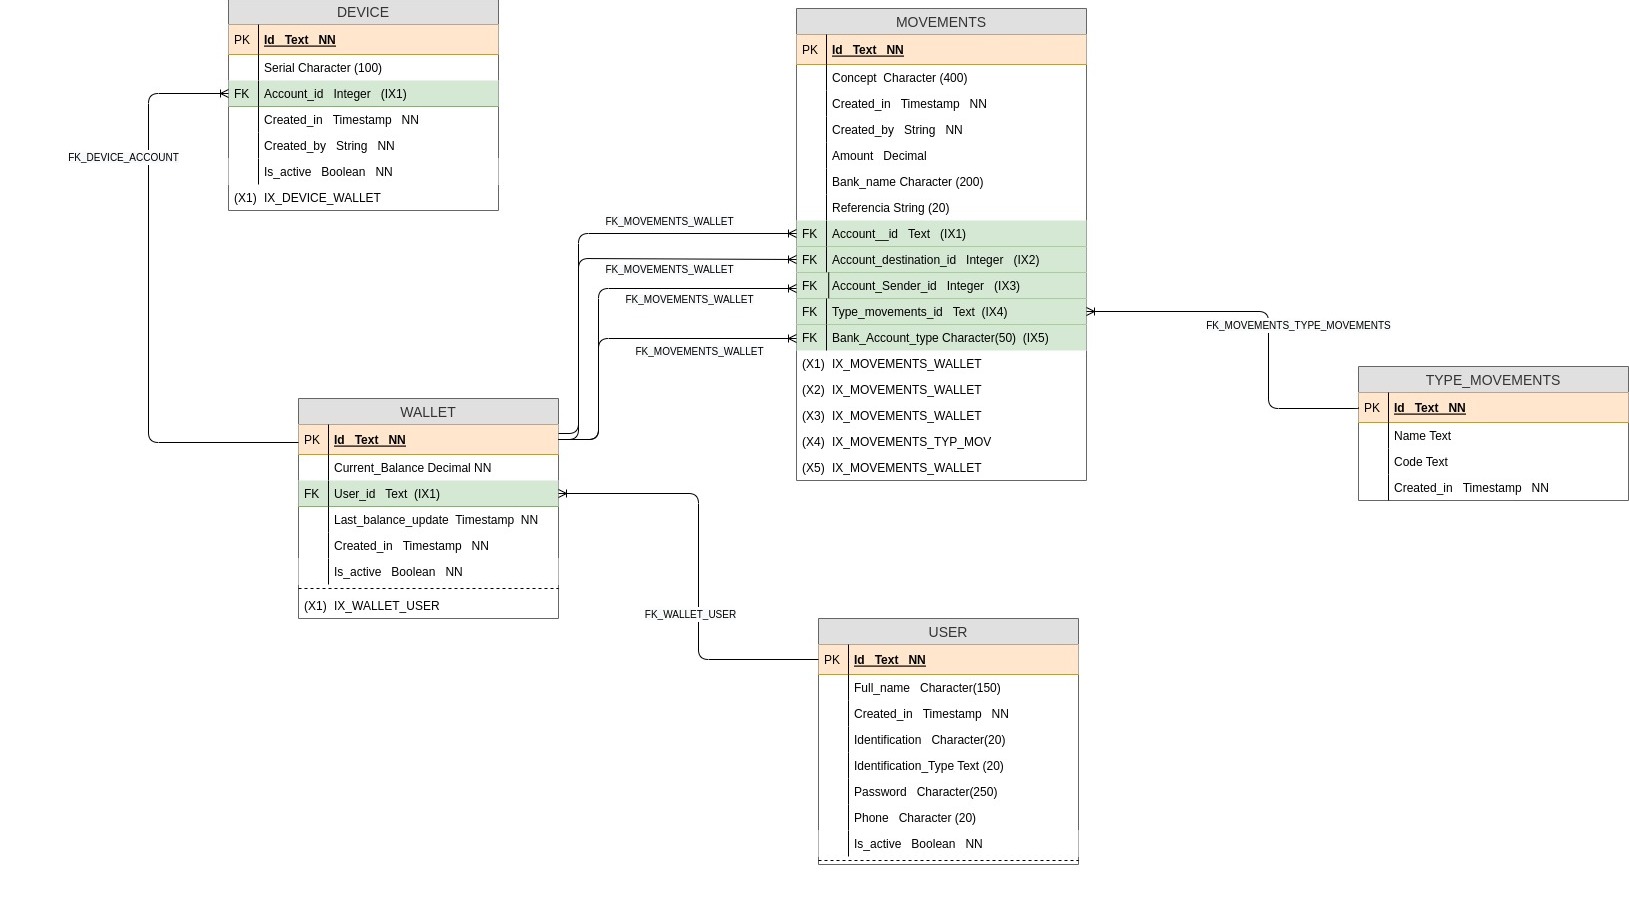 DEVICE
PK Id Text NN
Serial Character (100)
FK Account_id Integer (IX1)
Created_in Timestamp NN
Created_by String NN
Is_active Boolean NN
(X1) IX_DEVICE_WALLET
FK_DEVICE_ACCOUNT
MOVEMENTS
PK Id Text NN
Concept Character (400)
Created_in Timestamp NN
Created_by String NN
Amount Decimal
Bank_name Character (200)
Referencia String (20)
FK Account__id Text (IX1)
FK Account_destination_id Integer (IX2)
FK Account_Sender_id Integer (IX3)
FK Type_movements_id Text (IX4)
FK Bank_Account_type Character(50) (IX5)
(X1) IX_MOVEMENTS_WALLET
(X2) IX_MOVEMENTS_WALLET
(X3) IX_MOVEMENTS_WALLET
(X4) IX_MOVEMENTS_TYP_MOV
(X5) IX_MOVEMENTS_WALLET
FK_MOVEMENTS_WALLET
FK_MOVEMENTS_WALLET
FK_MOVEMENTS_WALLET
FK_MOVEMENTS_WALLET
FK_MOVEMENTS_TYPE_MOVEMENTS
TYPE_MOVEMENTS
PK Id Text NN
Name Text
Code Text
Created_in Timestamp NN
WALLET
PK Id Text NN
Current_Balance Decimal NN
FK User_id Text (IX1)
Last_balance_update Timestamp NN
Created_in Timestamp NN
Is_active Boolean NN
(X1) IX_WALLET_USER
FK_WALLET_USER
USER
PK Id Text NN
Full_name Character(150)
Created_in Timestamp NN
Identification Character(20)
Identification_Type Text (20)
Password Character(250)
Phone Character (20)
Is_active Boolean NN